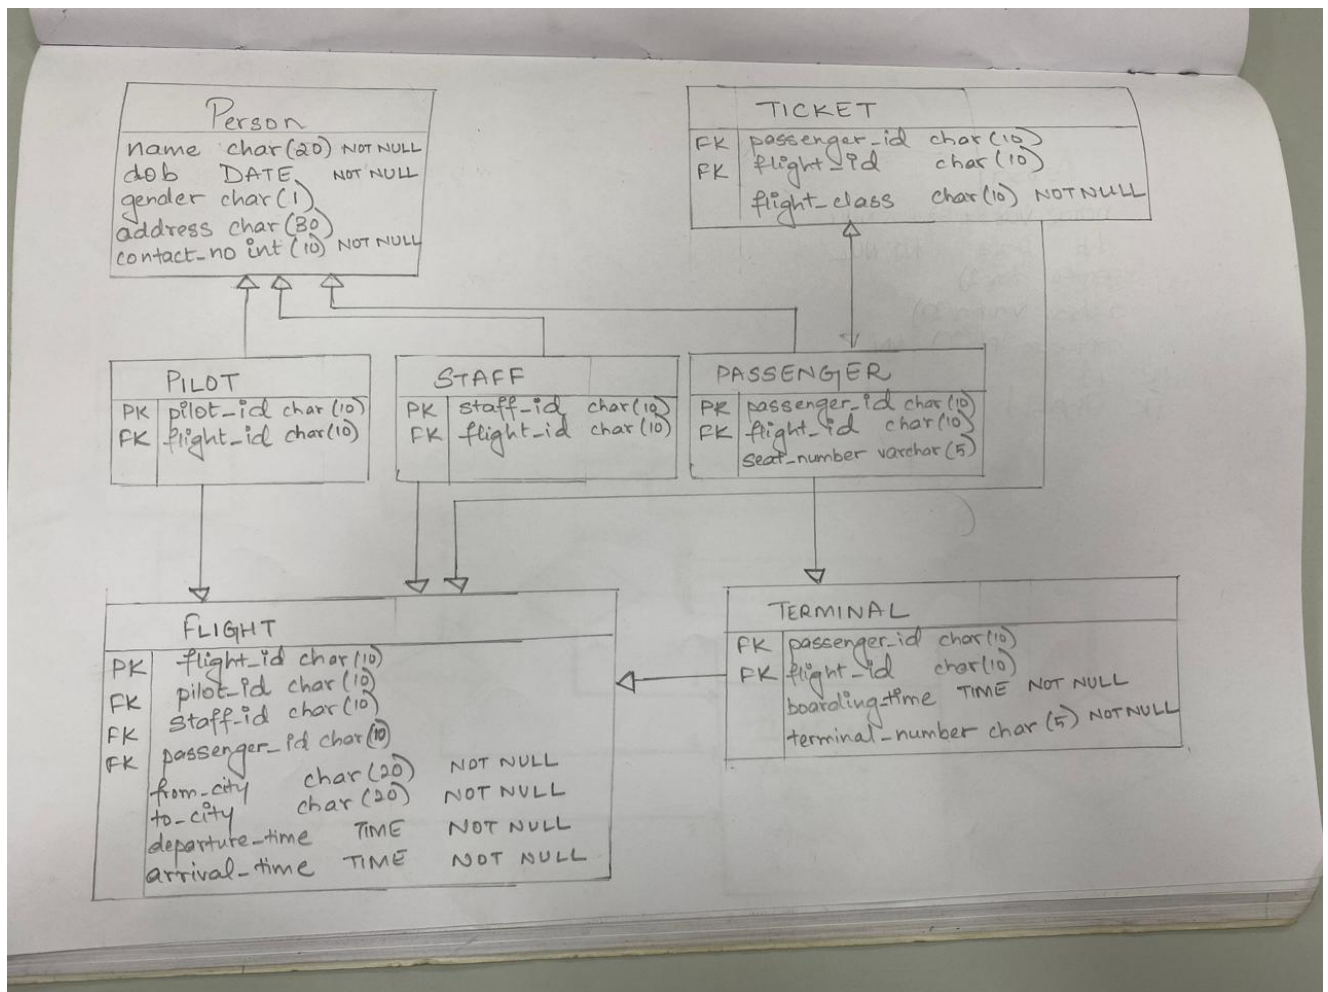 Person
name char(20) NOT NULL
dob DATE NOT NULL
gender char(1)
address char(30)
contact_no int(10) NOT NULL
TICKET
FK passenger_id char(10)
FK flight_id char(10)
flight_class char(10) NOT NULL
PILOT
PK pilot_id char(10)
FK flight_id char(10)
STAFF
PK staff_id char(10)
FK flight_id char(10)
PASSENGER
PK passenger_id char(10)
FK flight_id char(10)
seat_number varchar(5)
FLIGHT
PK flight_id char(10)
FK pilot_id char(10)
FK staff_id char(10)
FK passenger_id char(10)
from_city char(20) NOT NULL
to_city char(20) NOT NULL
departure_time TIME NOT NULL
arrival_time TIME NOT NULL
TERMINAL
FK passenger_id char(10)
FK flight_id char(10)
boarding_time TIME NOT NULL
terminal_number char(5) NOT NULL